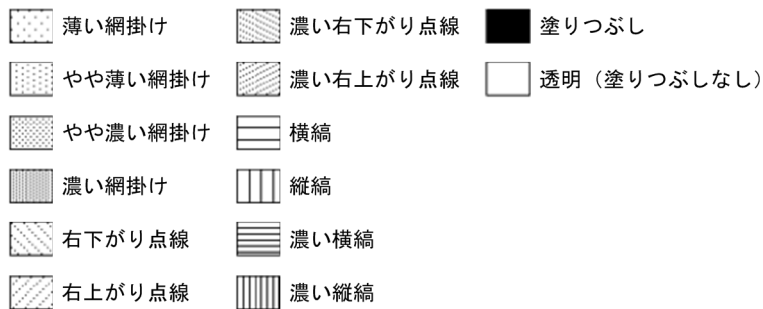 薄い網掛け
やや薄い網掛け
やや濃い網掛け
濃い網掛け
右下がり点線
右上がり点線
濃い右下がり点線
濃い右上がり点線
横縞
縦縞
濃い横縞
濃い縦縞
塗りつぶし
透明（塗りつぶしなし）